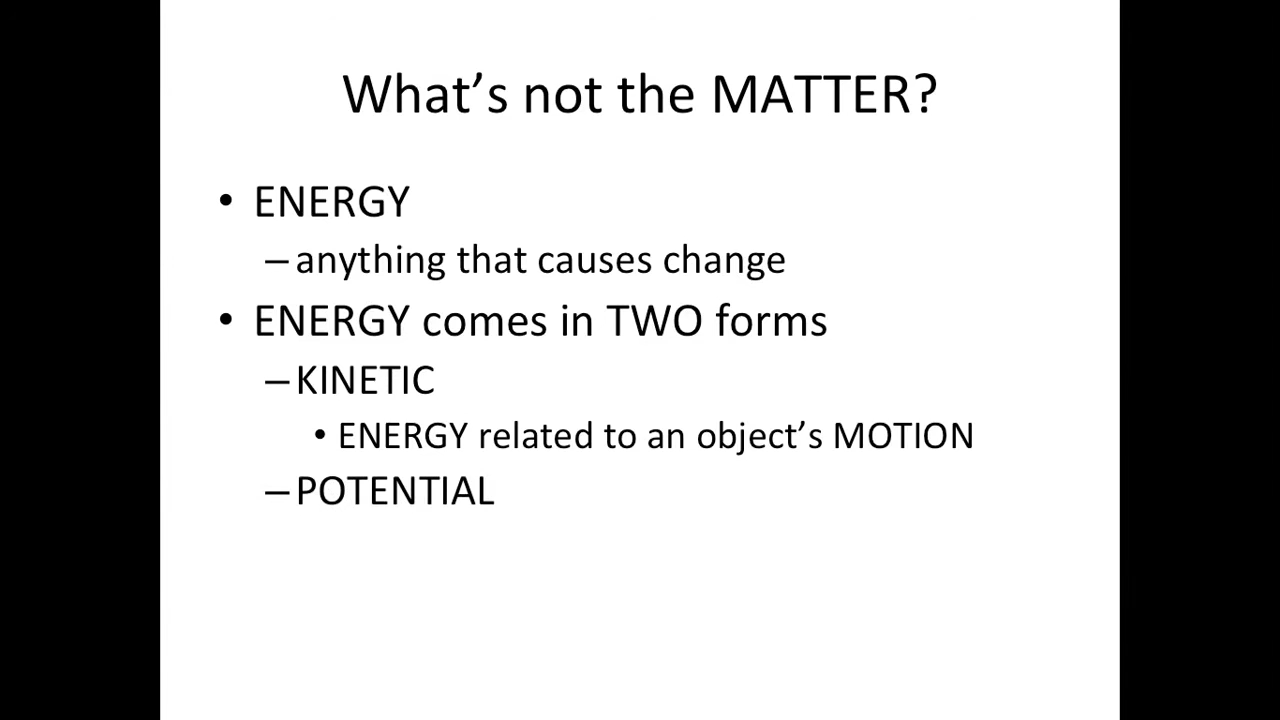 What’s not the MATTER?
• ENERGY
– anything that causes change
• ENERGY comes in TWO forms
– KINETIC
• ENERGY related to an object’s MOTION
– POTENTIAL